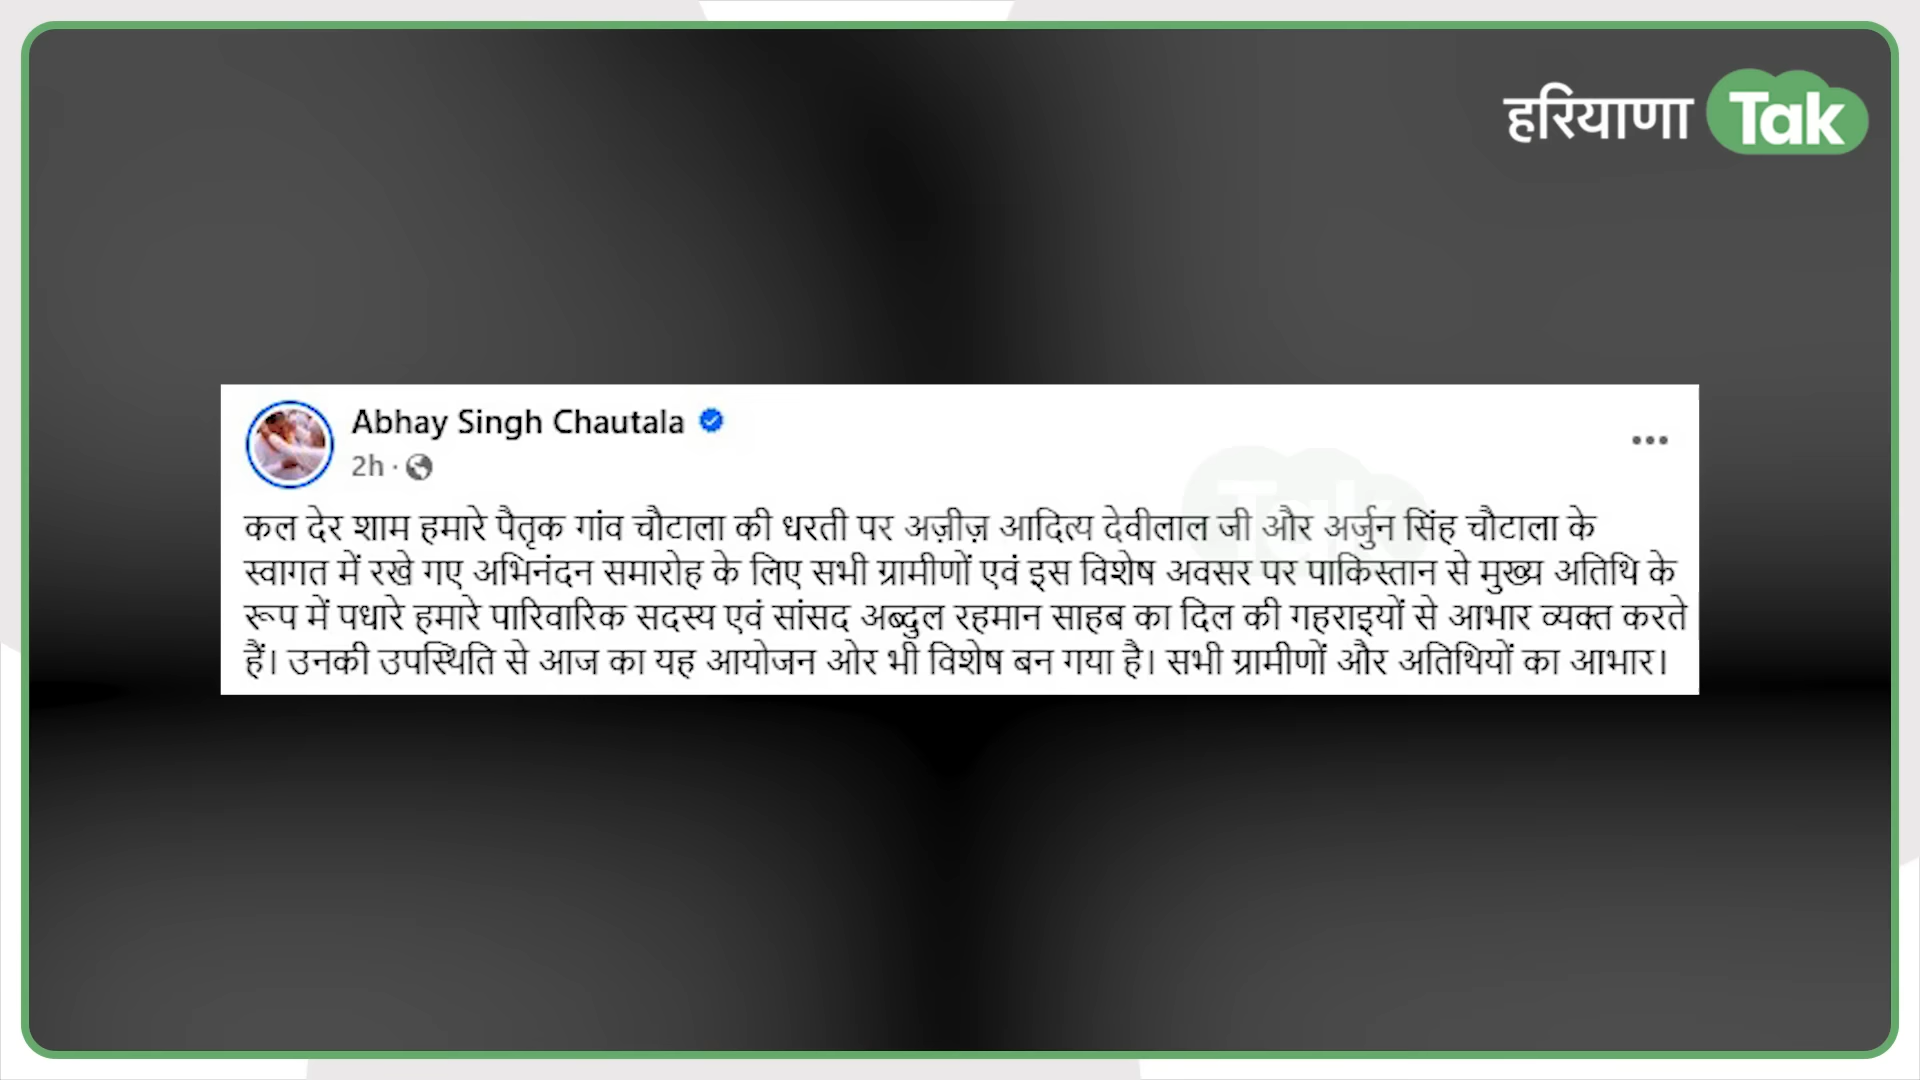 हरियाणा Tak
Abhay Singh Chautala
2h ·
कल देर शाम हमारे पैतृक गांव चौटाला की धरती पर अज़ीज़ आदित्य देवीलाल जी और अर्जुन सिंह चौटाला के
स्वागत में रखे गए अभिनंदन समारोह के लिए सभी ग्रामीणों एवं इस विशेष अवसर पर पाकिस्तान से मुख्य अतिथि के
रूप में पधारे हमारे पारिवारिक सदस्य एवं सांसद अब्दुल रहमान साहब का दिल की गहराइयों से आभार व्यक्त करते
हैं। उनकी उपस्थिति से आज का यह आयोजन ओर भी विशेष बन गया है। सभी ग्रामीणों और अतिथियों का आभार।
Tak